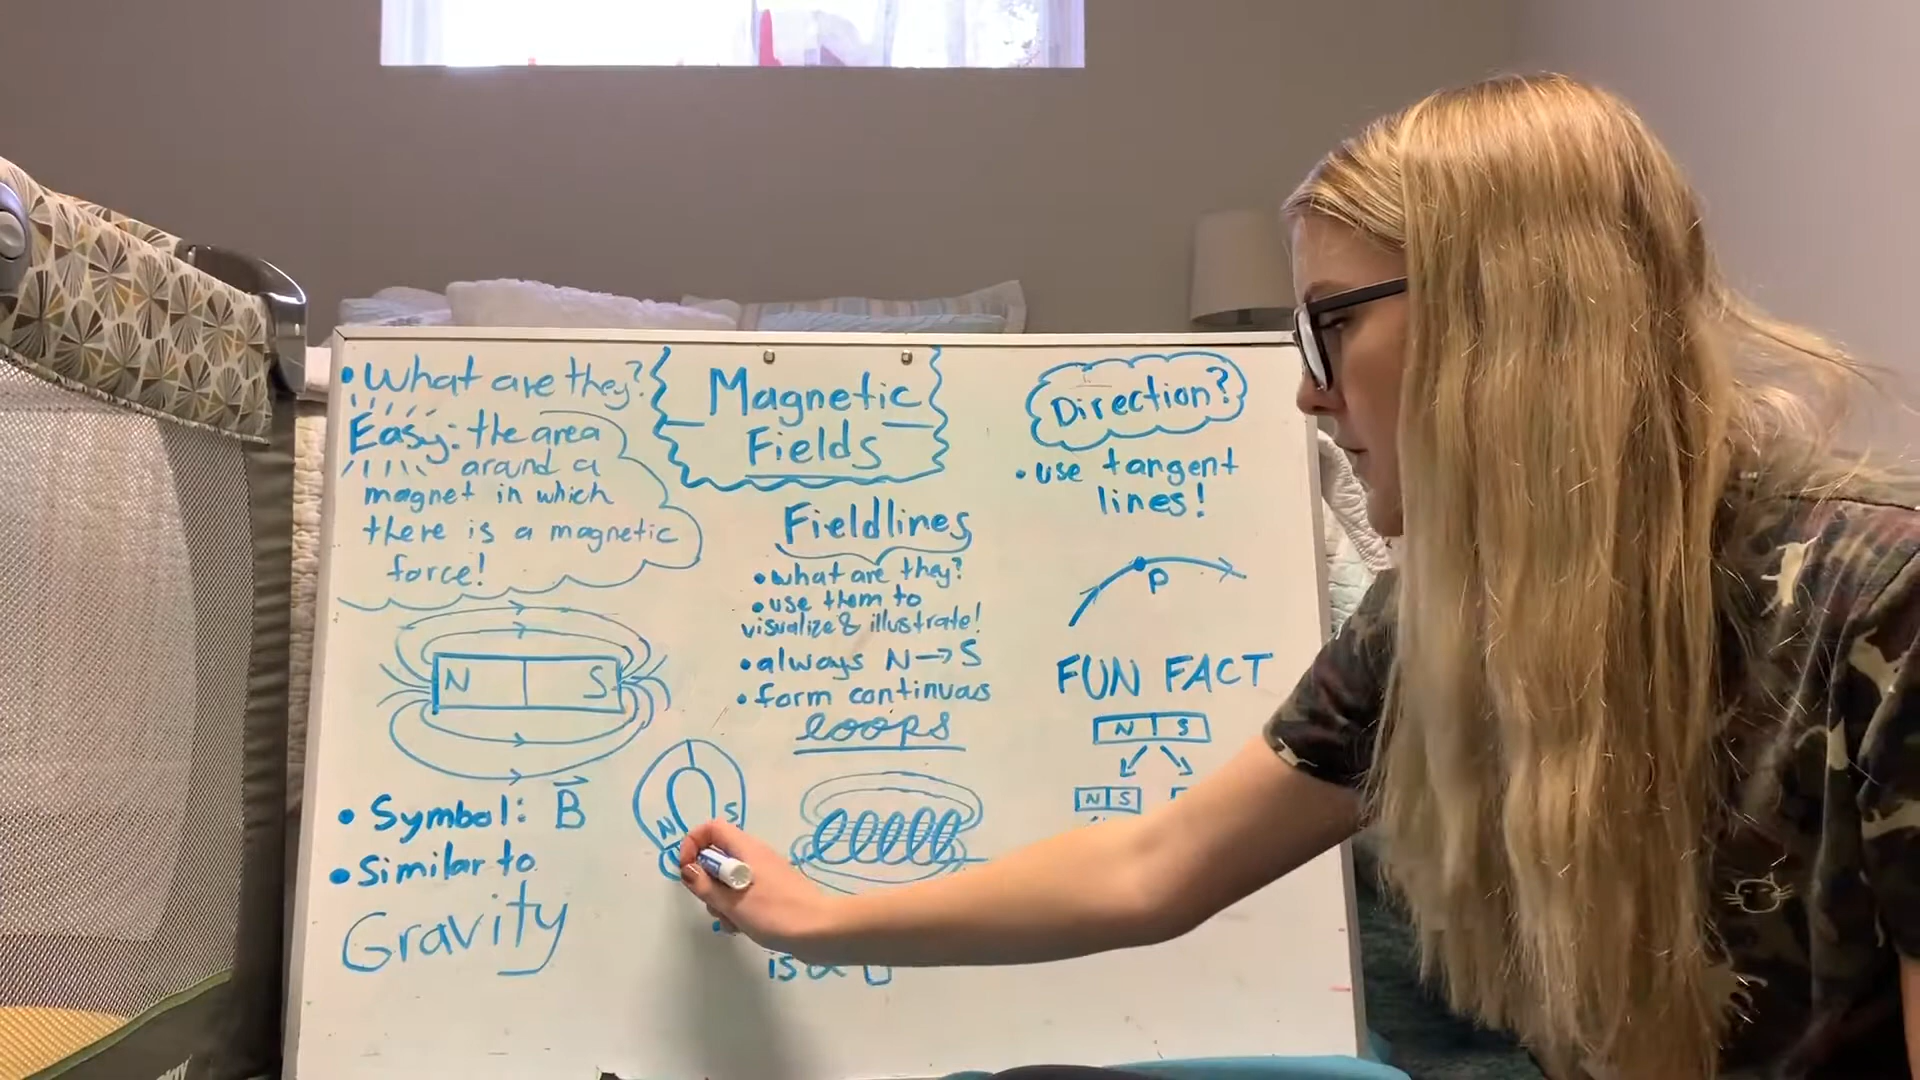 • What are they?
Easy: the area
around a
magnet in which
there is a magnetic
force!
N S
• Symbol: B
• Similar to
Gravity
Magnetic
Fields
Fieldlines
• what are they?
• use them to
visualize & illustrate!
• always N→S
• form continuos
loops
N S
is a
Direction?
• use tangent
lines!
P
FUN FACT
N S
N S